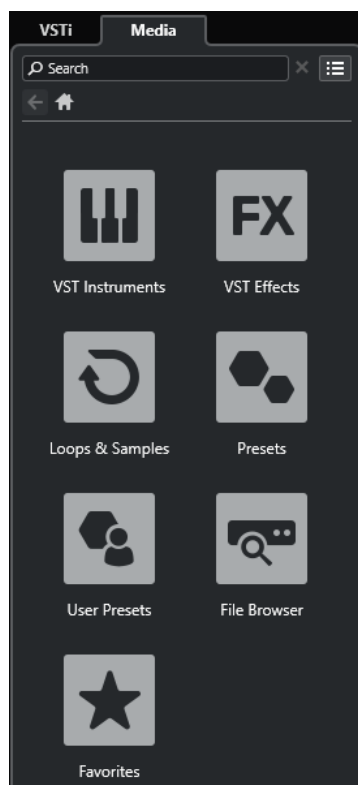 VSTi Media
Search
VST Instruments FX VST Effects
Loops & Samples Presets
User Presets File Browser
Favorites